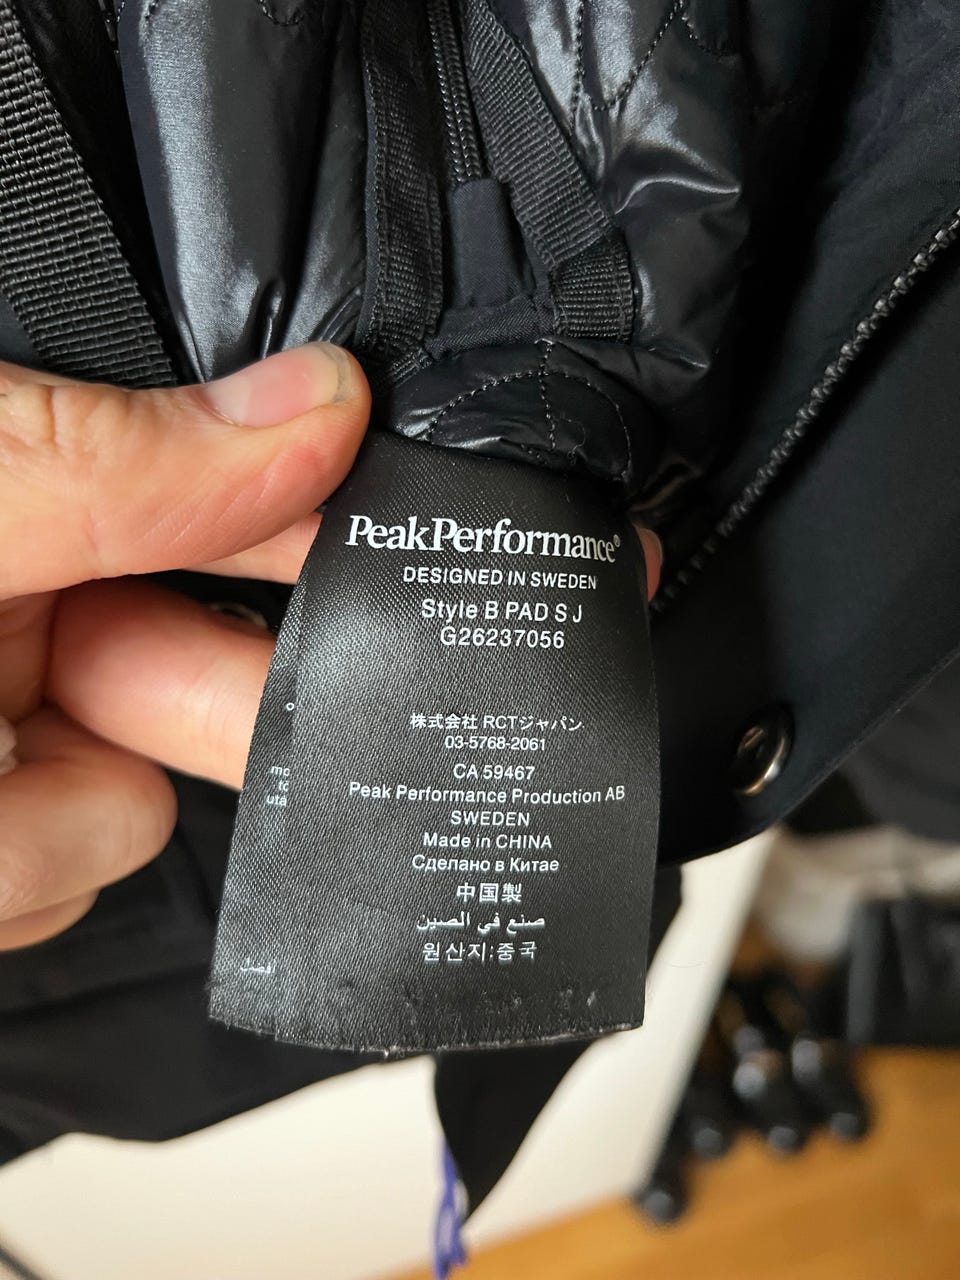 PeakPerformance®
DESIGNED IN SWEDEN
Style B PAD S J
G26237056
株式会社 RCTジャパン
03-5768-2061
CA 59467
Peak Performance Production AB
SWEDEN
Made in CHINA
Сделано в Китае
中国製
صنع في الصين
원산지:중국